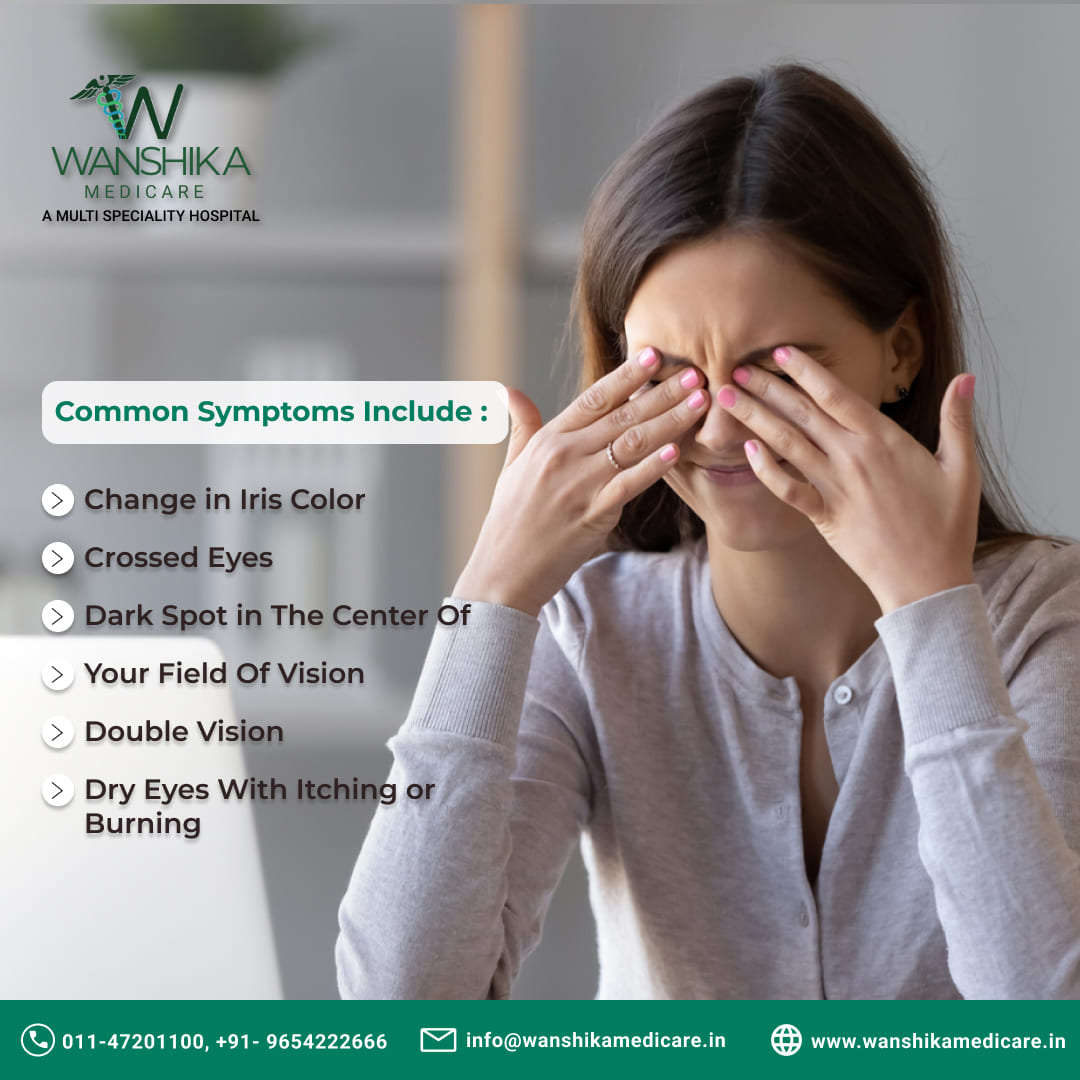 W
WANSHIKA
MEDICARE
A MULTI SPECIALITY HOSPITAL
Common Symptoms Include :
Change in Iris Color
Crossed Eyes
Dark Spot in The Center Of
Your Field Of Vision
Double Vision
Dry Eyes With Itching or
Burning
011-47201100, +91- 9654222666
info@wanshikamedicare.in
www.wanshikamedicare.in